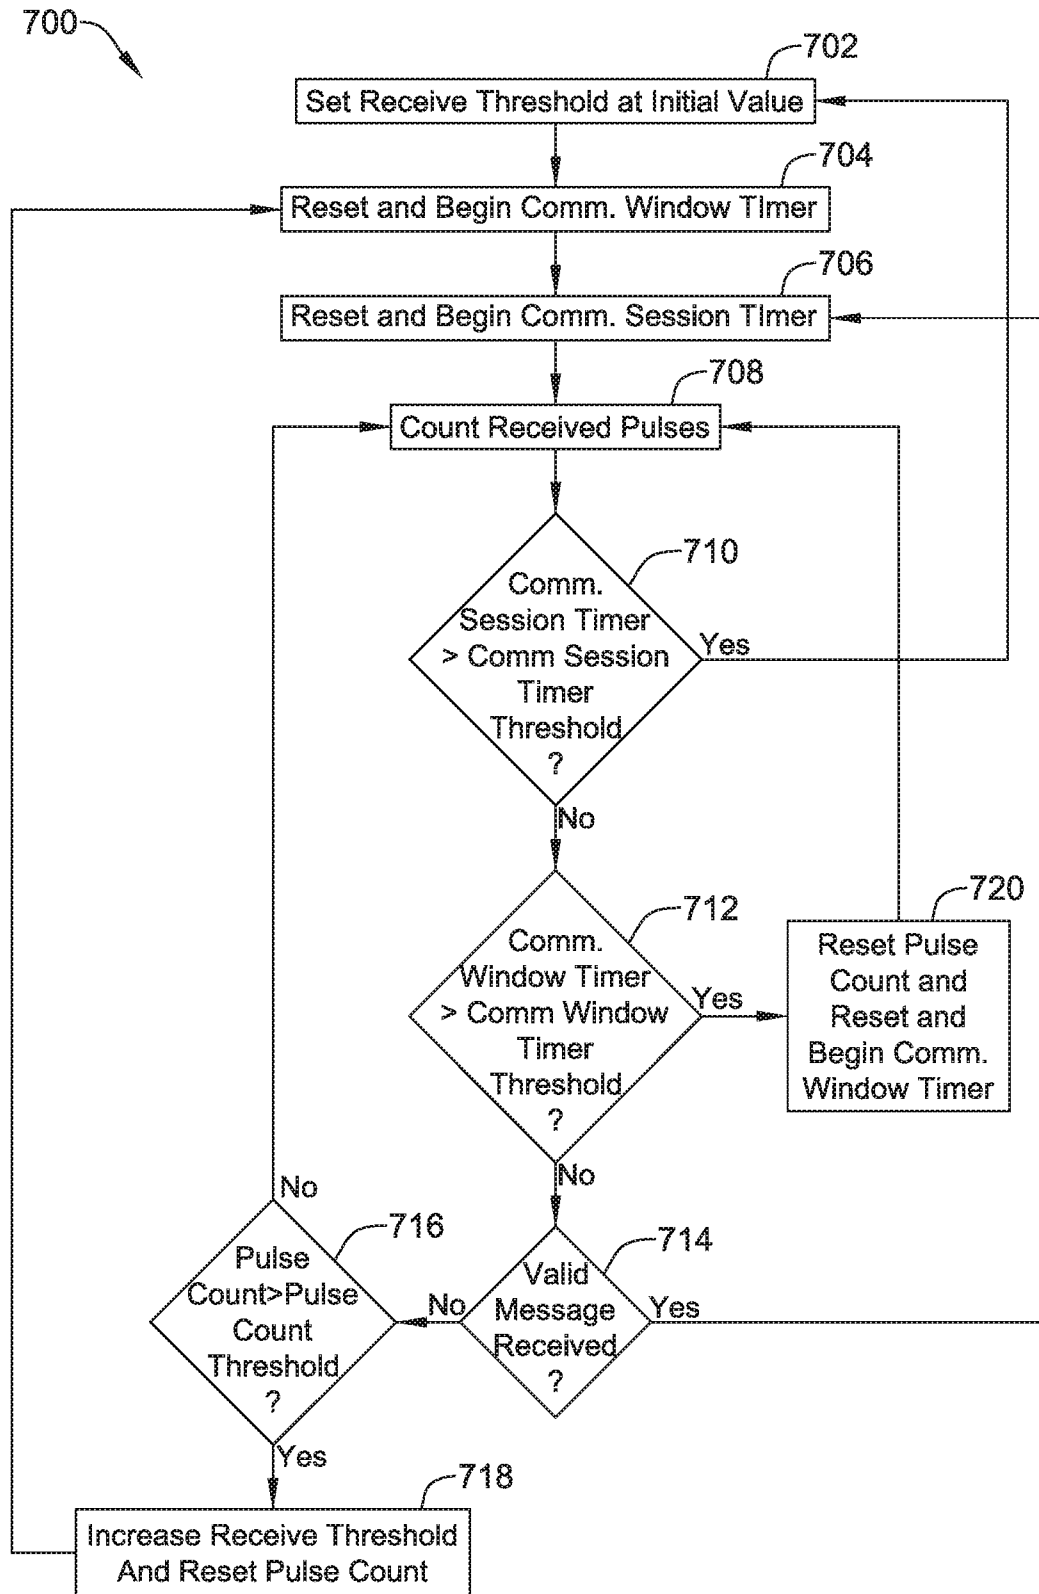 700
702
Set Receive Threshold at Initial Value
704
Reset and Begin Comm. Window TImer
706
Reset and Begin Comm. Session TImer
708
Count Received Pulses
710
Comm.
Session Timer
> Comm Session
Timer
Threshold
?
Yes
No
712
Comm.
Window Timer
> Comm Window
Timer
Threshold
?
Yes
No
720
Reset Pulse
Count and
Reset and
Begin Comm.
Window Timer
714
Valid
Message
Received
?
Yes
No
716
Pulse
Count>Pulse
Count
Threshold
?
No
Yes
718
Increase Receive Threshold
And Reset Pulse Count